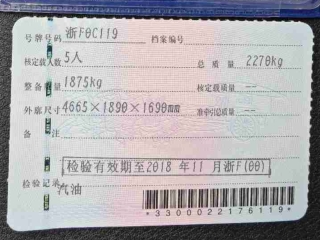 号牌号码 浙F0C119 档案编号
核定载人数 5人 总质量 2270kg
整备质量 1875kg 核定载质量 --
外廓尺寸 4665×1890×1690mm 准牵引总质量 --
备注
检验有效期至2018年11月浙F(00)
检验记录 汽油
*3300022176119*